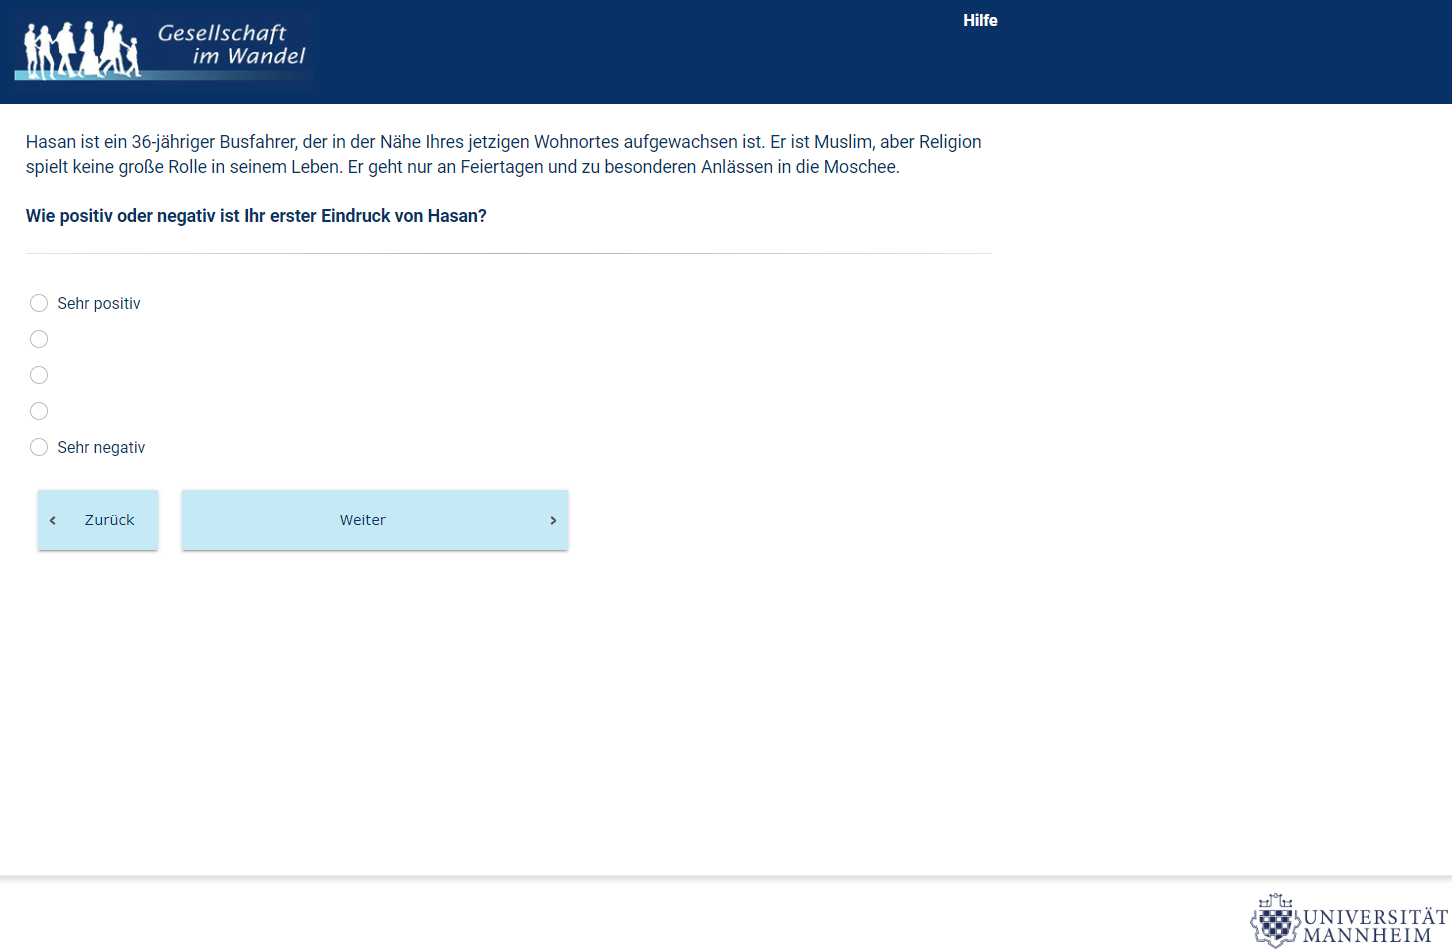 Gesellschaft
im Wandel
Hilfe
Hasan ist ein 36-jähriger Busfahrer, der in der Nähe Ihres jetzigen Wohnortes aufgewachsen ist. Er ist Muslim, aber Religion
spielt keine große Rolle in seinem Leben. Er geht nur an Feiertagen und zu besonderen Anlässen in die Moschee.
Wie positiv oder negativ ist Ihr erster Eindruck von Hasan?
Sehr positiv
Sehr negativ
Zurück
Weiter
UNIVERSITÄT
MANNHEIM